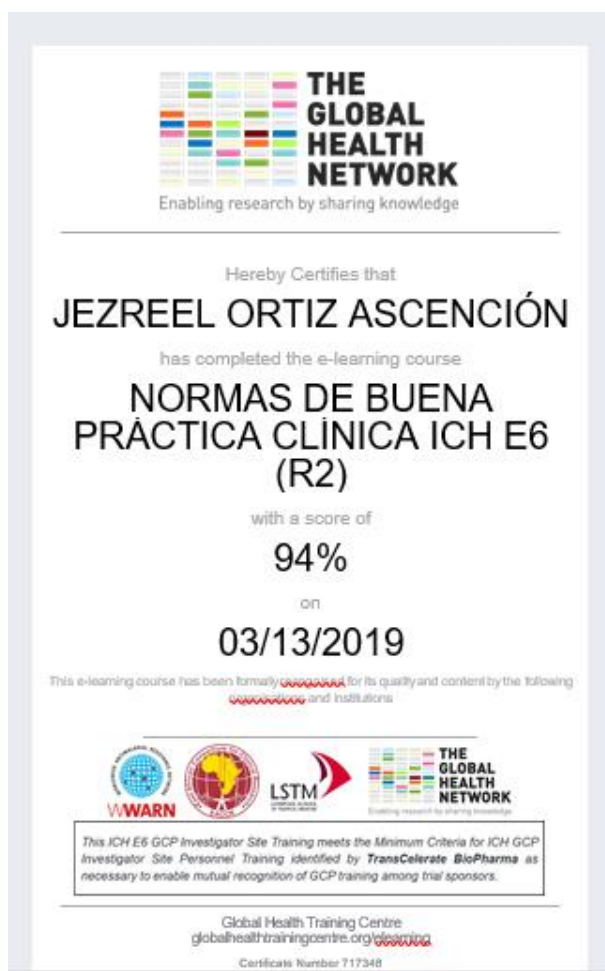 THE
GLOBAL
HEALTH
NETWORK
Enabling research by sharing knowledge
Hereby Certifies that
JEZREEL ORTIZ ASCENCIÓN
has completed the e-learning course
NORMAS DE BUENA
PRÁCTICA CLÍNICA ICH E6
(R2)
with a score of
94%
on
03/13/2019
This e-learning course has been formally recognised for its quality and content by the following
organisations and institutions
WWARN
LSTM
THE
GLOBAL
HEALTH
NETWORK
Enabling research by sharing knowledge
This ICH E6 GCP Investigator Site Training meets the Minimum Criteria for ICH GCP
Investigator Site Personnel Training identified by TransCelerate BioPharma as
necessary to enable mutual recognition of GCP training among trial sponsors.
Global Health Training Centre
globalhealthtrainingcentre.org/elearning
Certificate Number 717348